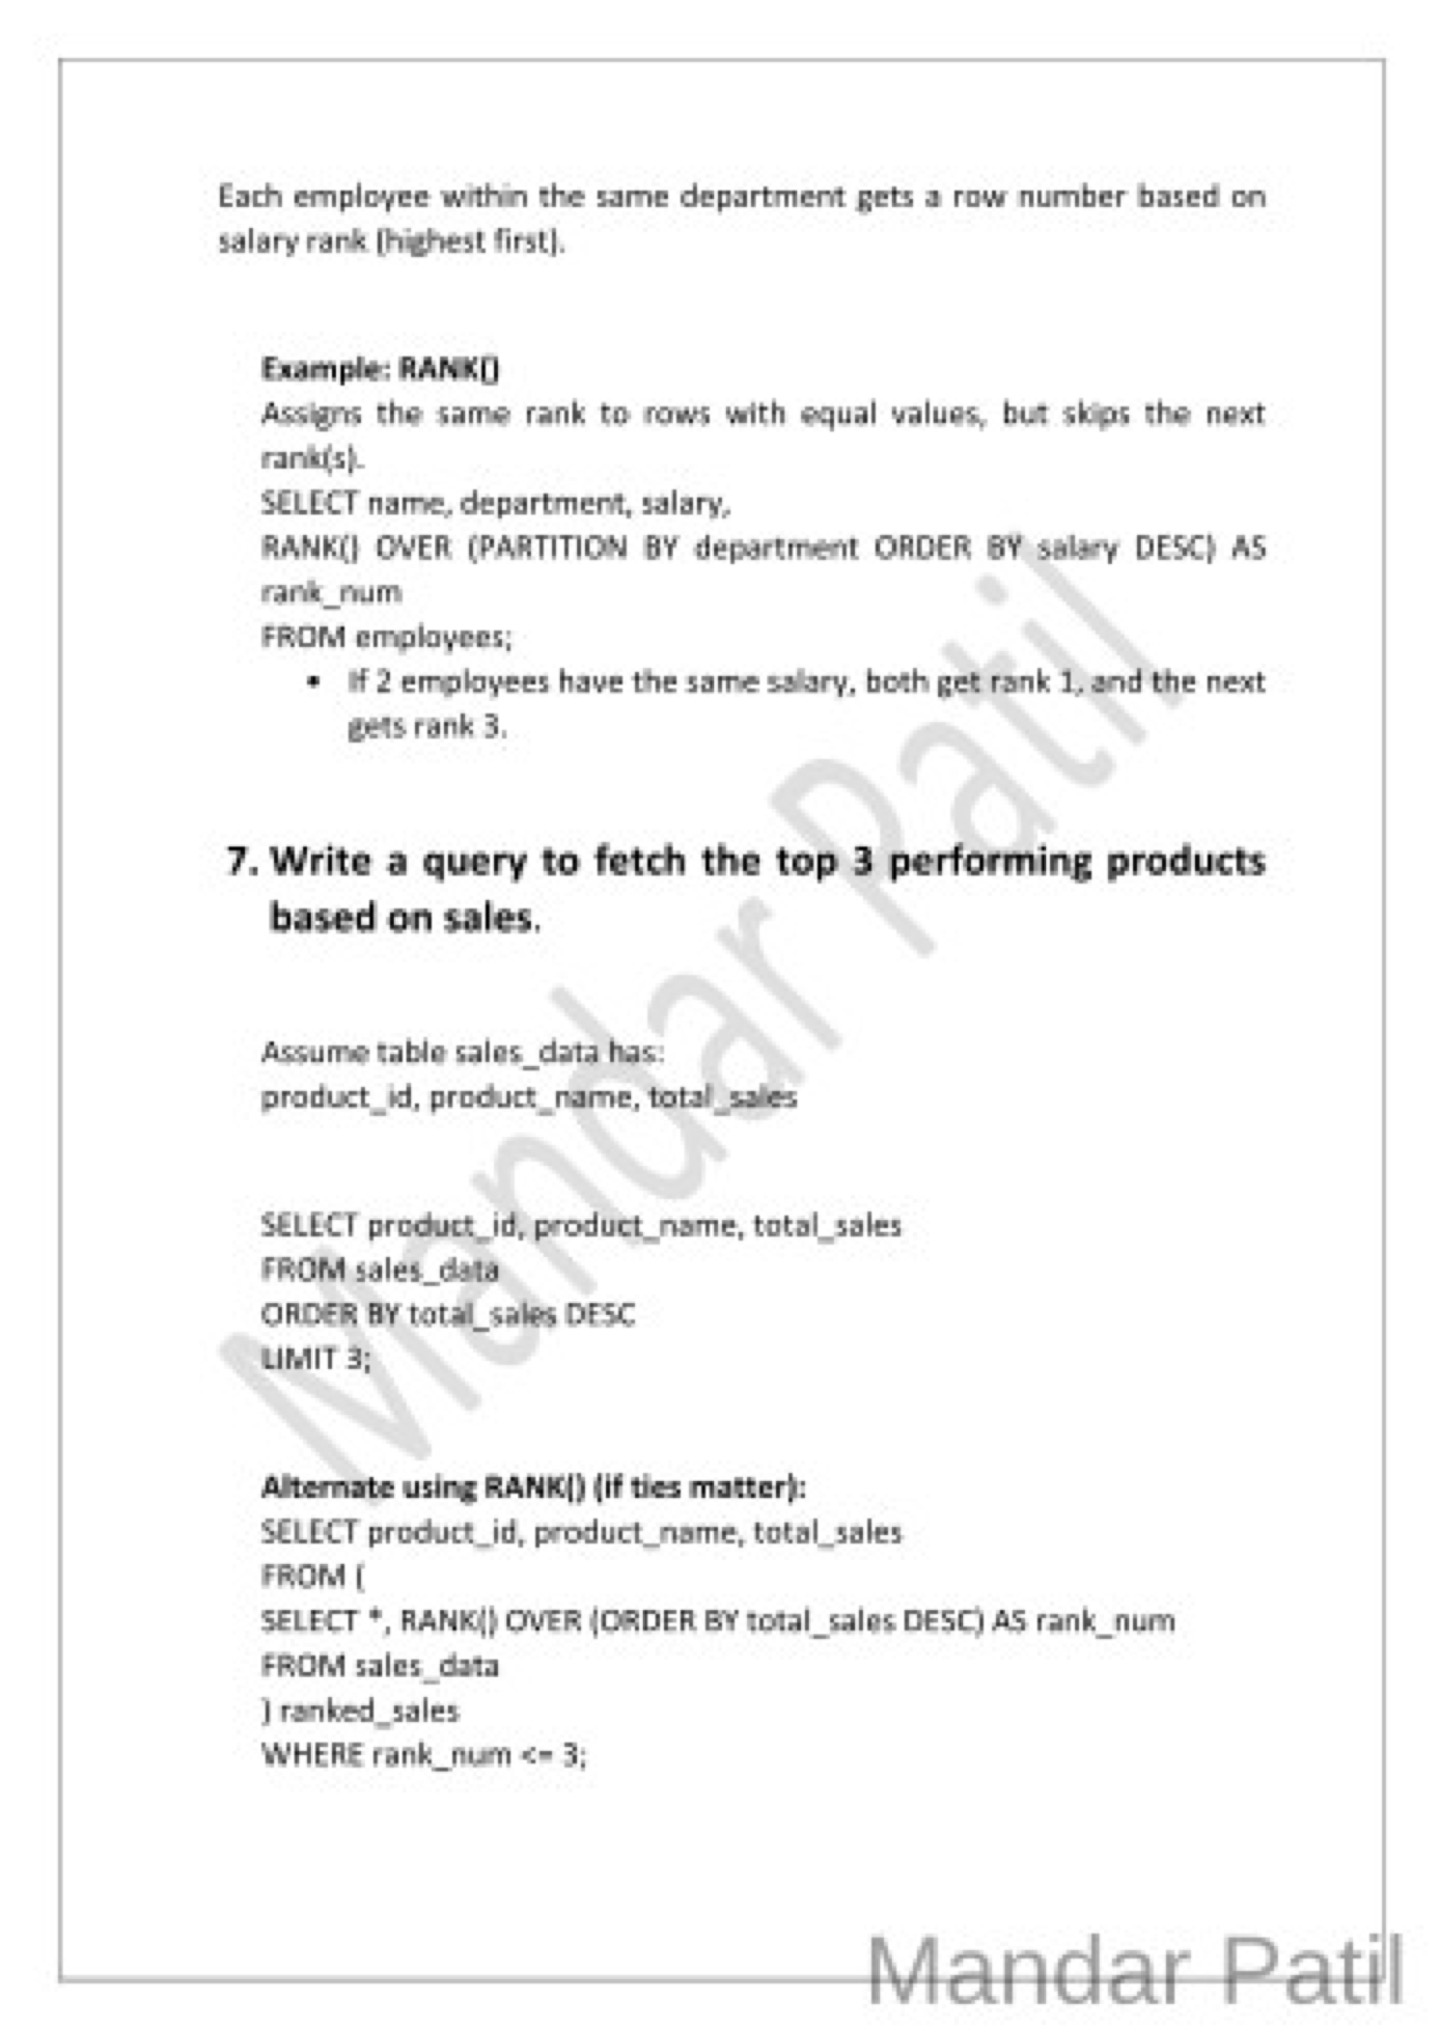 Each employee within the same department gets a row number based on
salary rank (highest first).
Example: RANK()
Assigns the same rank to rows with equal values, but skips the next
rank(s).
SELECT name, department, salary,
RANK() OVER (PARTITION BY department ORDER BY salary DESC) AS
rank_num
FROM employees;
• If 2 employees have the same salary, both get rank 1, and the next
gets rank 3.
7. Write a query to fetch the top 3 performing products
based on sales.
Assume table sales_data has:
product_id, product_name, total_sales
SELECT product_id, product_name, total_sales
FROM sales_data
ORDER BY total_sales DESC
LIMIT 3;
Alternate using RANK() (if ties matter):
SELECT product_id, product_name, total_sales
FROM (
SELECT *, RANK() OVER (ORDER BY total_sales DESC) AS rank_num
FROM sales_data
) ranked_sales
WHERE rank_num <= 3;
Mandar Patil
Mandar Patil